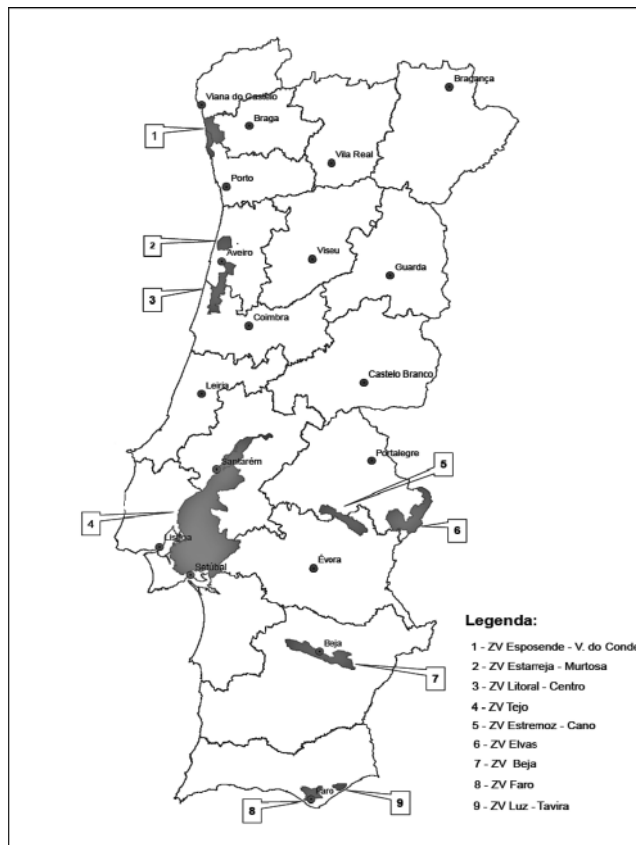 Bragança
Viana do Castelo
Braga
1
Vila Real
Porto
2
Aveiro
Viseu
Guarda
3
Coimbra
Castelo Branco
Leiria
Portalegre
5
Santarém
4
6
Lisboa
Évora
Setúbal
Legenda:
1 - ZV Esposende - V. do Conde
2 - ZV Estarreja - Murtosa
3 - ZV Litoral - Centro
4 - ZV Tejo
5 - ZV Estremoz - Cano
6 - ZV Elvas
7 - ZV Beja
8 - ZV Faro
9 - ZV Luz - Tavira
Beja
7
Faro
8
9